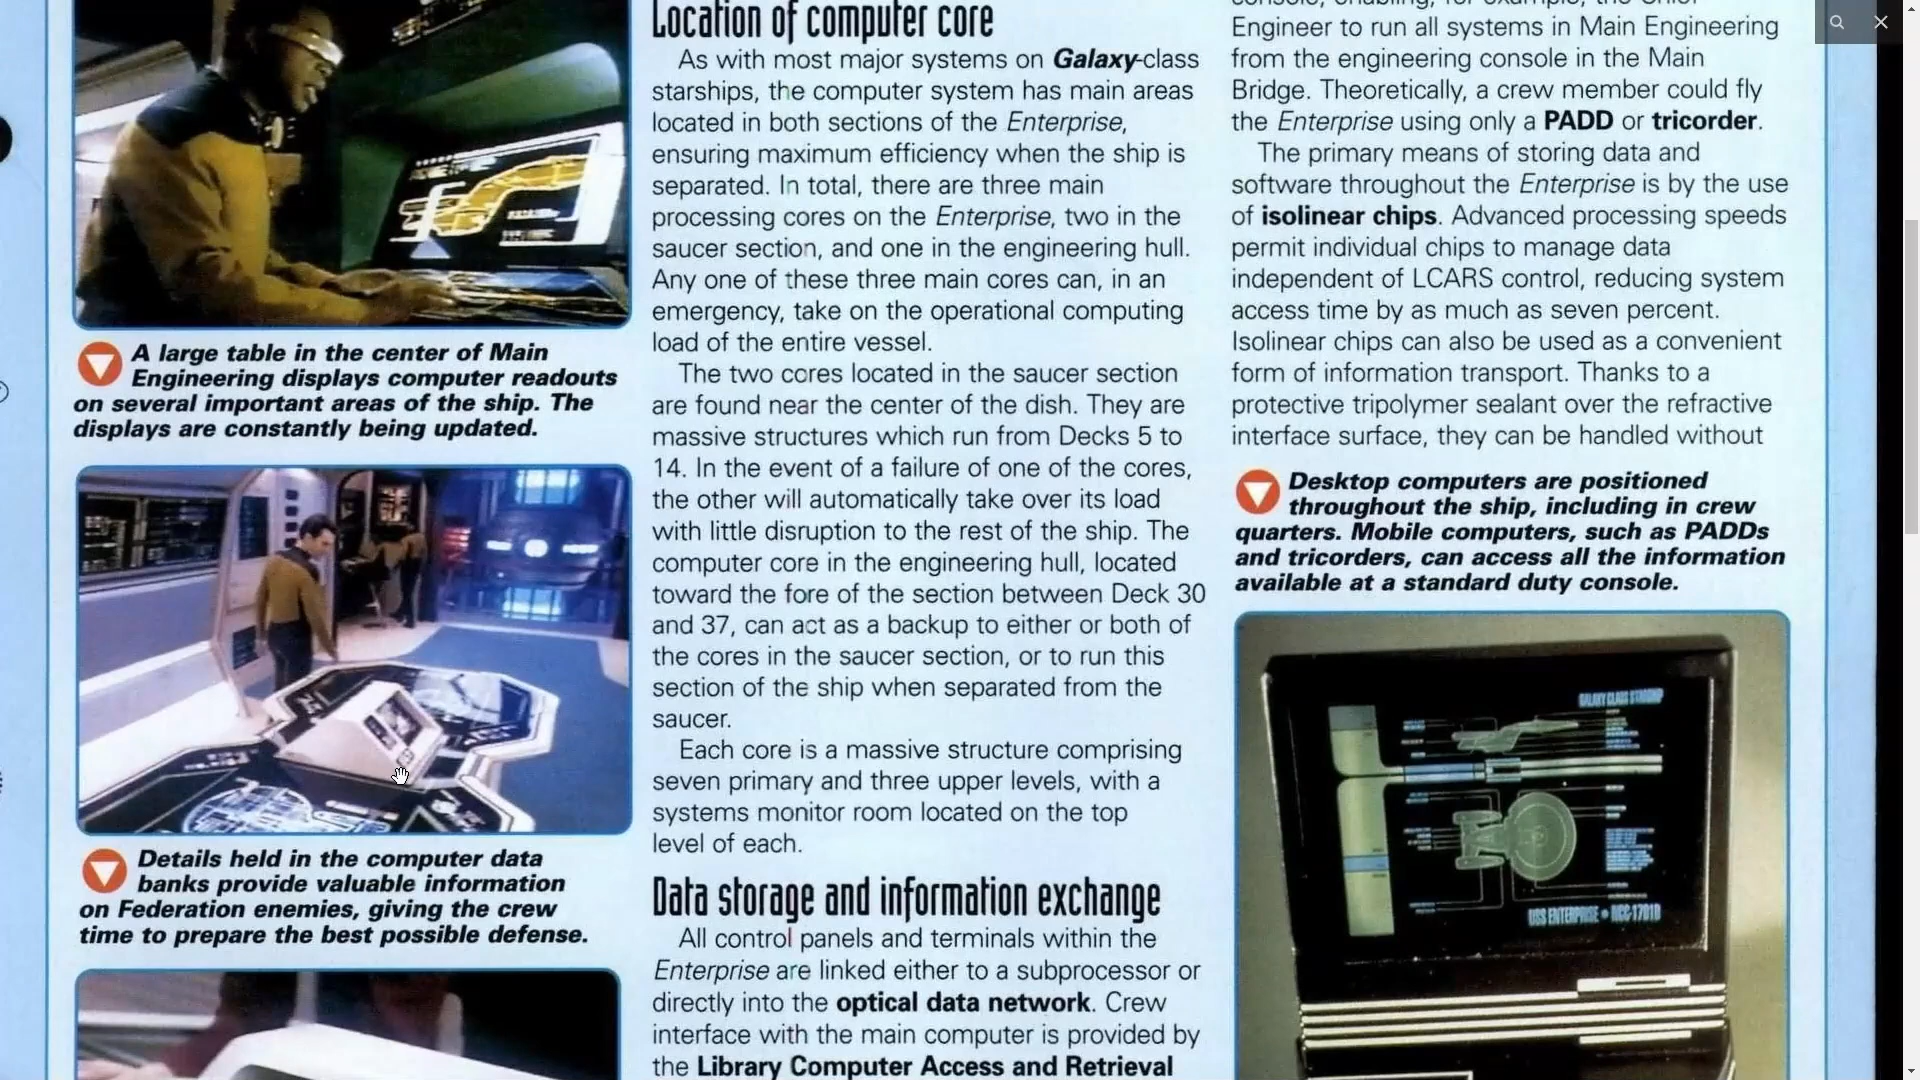 Location of computer core
As with most major systems on Galaxy-class
starships, the computer system has main areas
located in both sections of the Enterprise,
ensuring maximum efficiency when the ship is
separated. In total, there are three main
processing cores on the Enterprise, two in the
saucer section, and one in the engineering hull.
Any one of these three main cores can, in an
emergency, take on the operational computing
load of the entire vessel.
The two cores located in the saucer section
are found near the center of the dish. They are
massive structures which run from Decks 5 to
14. In the event of a failure of one of the cores,
the other will automatically take over its load
with little disruption to the rest of the ship. The
computer core in the engineering hull, located
toward the fore of the section between Deck 30
and 37, can act as a backup to either or both of
the cores in the saucer section, or to run this
section of the ship when separated from the
saucer.
Each core is a massive structure comprising
seven primary and three upper levels, with a
systems monitor room located on the top
level of each.
Data storage and information exchange
All control panels and terminals within the
Enterprise are linked either to a subprocessor or
directly into the optical data network. Crew
interface with the main computer is provided by
the Library Computer Access and Retrieval
console, enabling, for example, the Chief
Engineer to run all systems in Main Engineering
from the engineering console in the Main
Bridge. Theoretically, a crew member could fly
the Enterprise using only a PADD or tricorder.
The primary means of storing data and
software throughout the Enterprise is by the use
of isolinear chips. Advanced processing speeds
permit individual chips to manage data
independent of LCARS control, reducing system
access time by as much as seven percent.
Isolinear chips can also be used as a convenient
form of information transport. Thanks to a
protective tripolymer sealant over the refractive
interface surface, they can be handled without
A large table in the center of Main
Engineering displays computer readouts
on several important areas of the ship. The
displays are constantly being updated.
Details held in the computer data
banks provide valuable information
on Federation enemies, giving the crew
time to prepare the best possible defense.
Desktop computers are positioned
throughout the ship, including in crew
quarters. Mobile computers, such as PADDs
and tricorders, can access all the information
available at a standard duty console.
GALAXY CLASS STARSHIP
USS ENTERPRISE • NCC-1701D